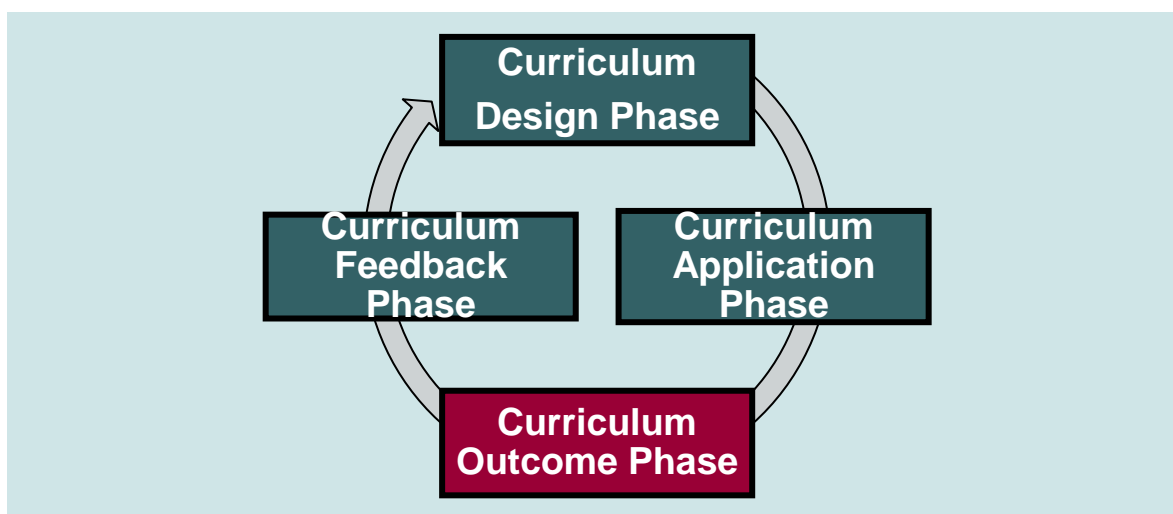 Curriculum
Design Phase
Curriculum
Feedback
Phase
Curriculum
Application
Phase
Curriculum
Outcome Phase